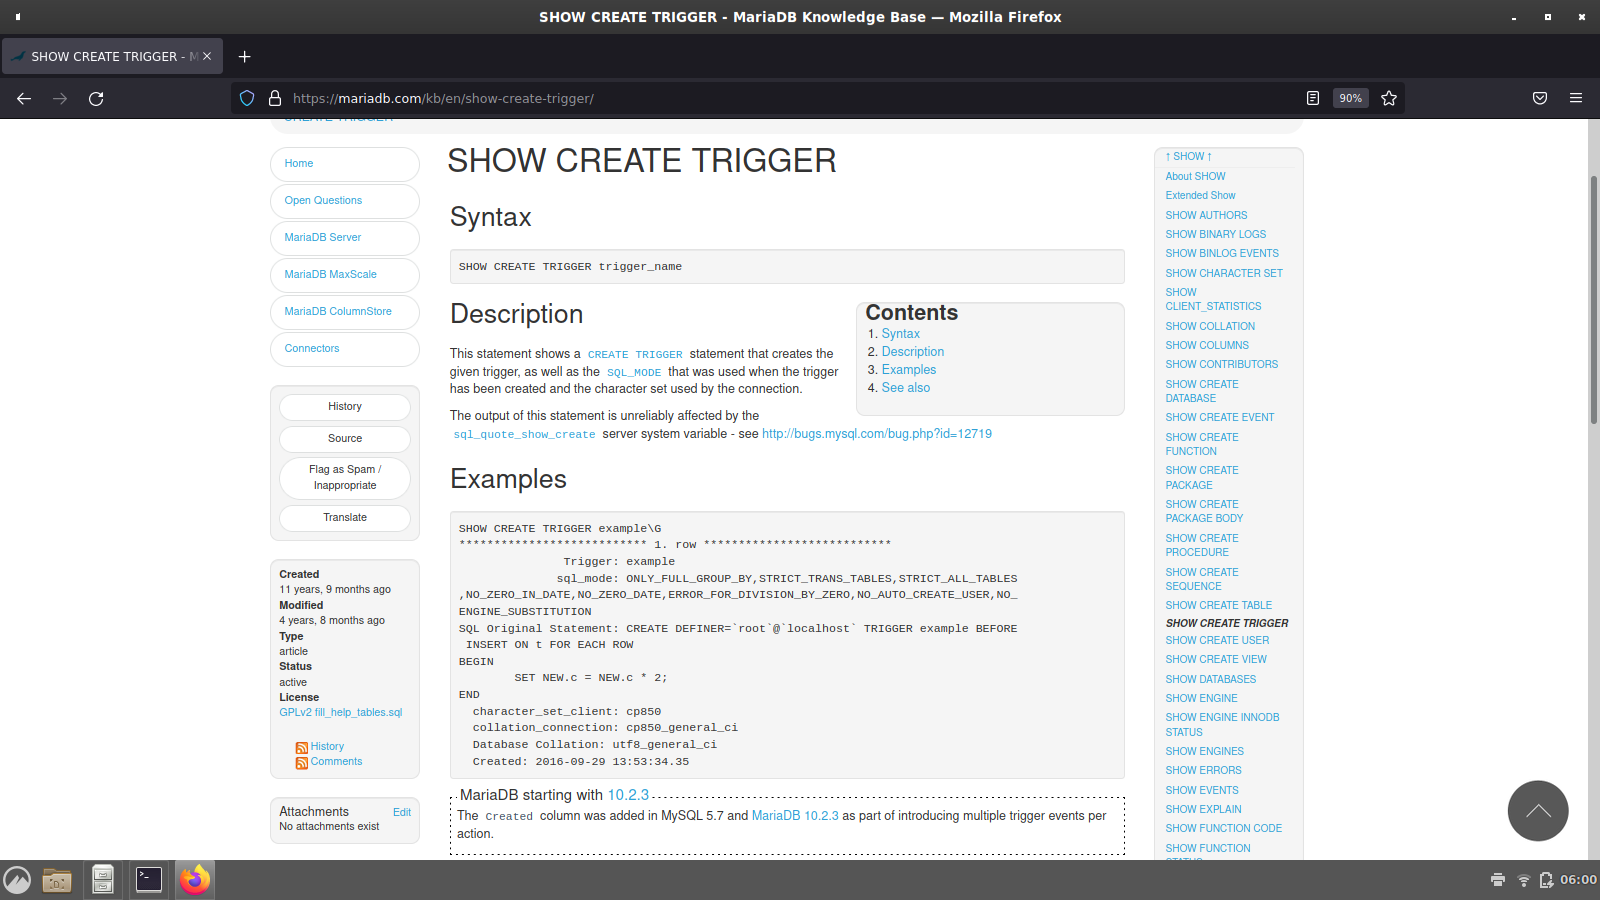 SHOW CREATE TRIGGER - MariaDB Knowledge Base — Mozilla Firefox
SHOW CREATE TRIGGER - M
https://mariadb.com/kb/en/show-create-trigger/
90%
CREATE TRIGGER
Home
Open Questions
MariaDB Server
MariaDB MaxScale
MariaDB ColumnStore
Connectors
History
Source
Flag as Spam /
Inappropriate
Translate
Created
11 years, 9 months ago
Modified
4 years, 8 months ago
Type
article
Status
active
License
GPLv2 fill_help_tables.sql
History
Comments
Attachments Edit
No attachments exist
SHOW CREATE TRIGGER
Syntax
SHOW CREATE TRIGGER trigger_name
Contents
1. Syntax
2. Description
3. Examples
4. See also
Description
This statement shows a CREATE TRIGGER statement that creates the
given trigger, as well as the SQL_MODE that was used when the trigger
has been created and the character set used by the connection.
The output of this statement is unreliably affected by the
sql_quote_show_create server system variable - see http://bugs.mysql.com/bug.php?id=12719
Examples
SHOW CREATE TRIGGER example\G
*************************** 1. row ***************************
Trigger: example
sql_mode: ONLY_FULL_GROUP_BY,STRICT_TRANS_TABLES,STRICT_ALL_TABLES
,NO_ZERO_IN_DATE,NO_ZERO_DATE,ERROR_FOR_DIVISION_BY_ZERO,NO_AUTO_CREATE_USER,NO_
ENGINE_SUBSTITUTION
SQL Original Statement: CREATE DEFINER=`root`@`localhost` TRIGGER example BEFORE
INSERT ON t FOR EACH ROW
BEGIN
SET NEW.c = NEW.c * 2;
END
character_set_client: cp850
collation_connection: cp850_general_ci
Database Collation: utf8_general_ci
Created: 2016-09-29 13:53:34.35
MariaDB starting with 10.2.3
The Created column was added in MySQL 5.7 and MariaDB 10.2.3 as part of introducing multiple trigger events per
action.
↑ SHOW ↑
About SHOW
Extended Show
SHOW AUTHORS
SHOW BINARY LOGS
SHOW BINLOG EVENTS
SHOW CHARACTER SET
SHOW
CLIENT_STATISTICS
SHOW COLLATION
SHOW COLUMNS
SHOW CONTRIBUTORS
SHOW CREATE
DATABASE
SHOW CREATE EVENT
SHOW CREATE
FUNCTION
SHOW CREATE
PACKAGE
SHOW CREATE
PACKAGE BODY
SHOW CREATE
PROCEDURE
SHOW CREATE
SEQUENCE
SHOW CREATE TABLE
SHOW CREATE TRIGGER
SHOW CREATE USER
SHOW CREATE VIEW
SHOW DATABASES
SHOW ENGINE
SHOW ENGINE INNODB
STATUS
SHOW ENGINES
SHOW ERRORS
SHOW EVENTS
SHOW EXPLAIN
SHOW FUNCTION CODE
SHOW FUNCTION
STATUS
06:00